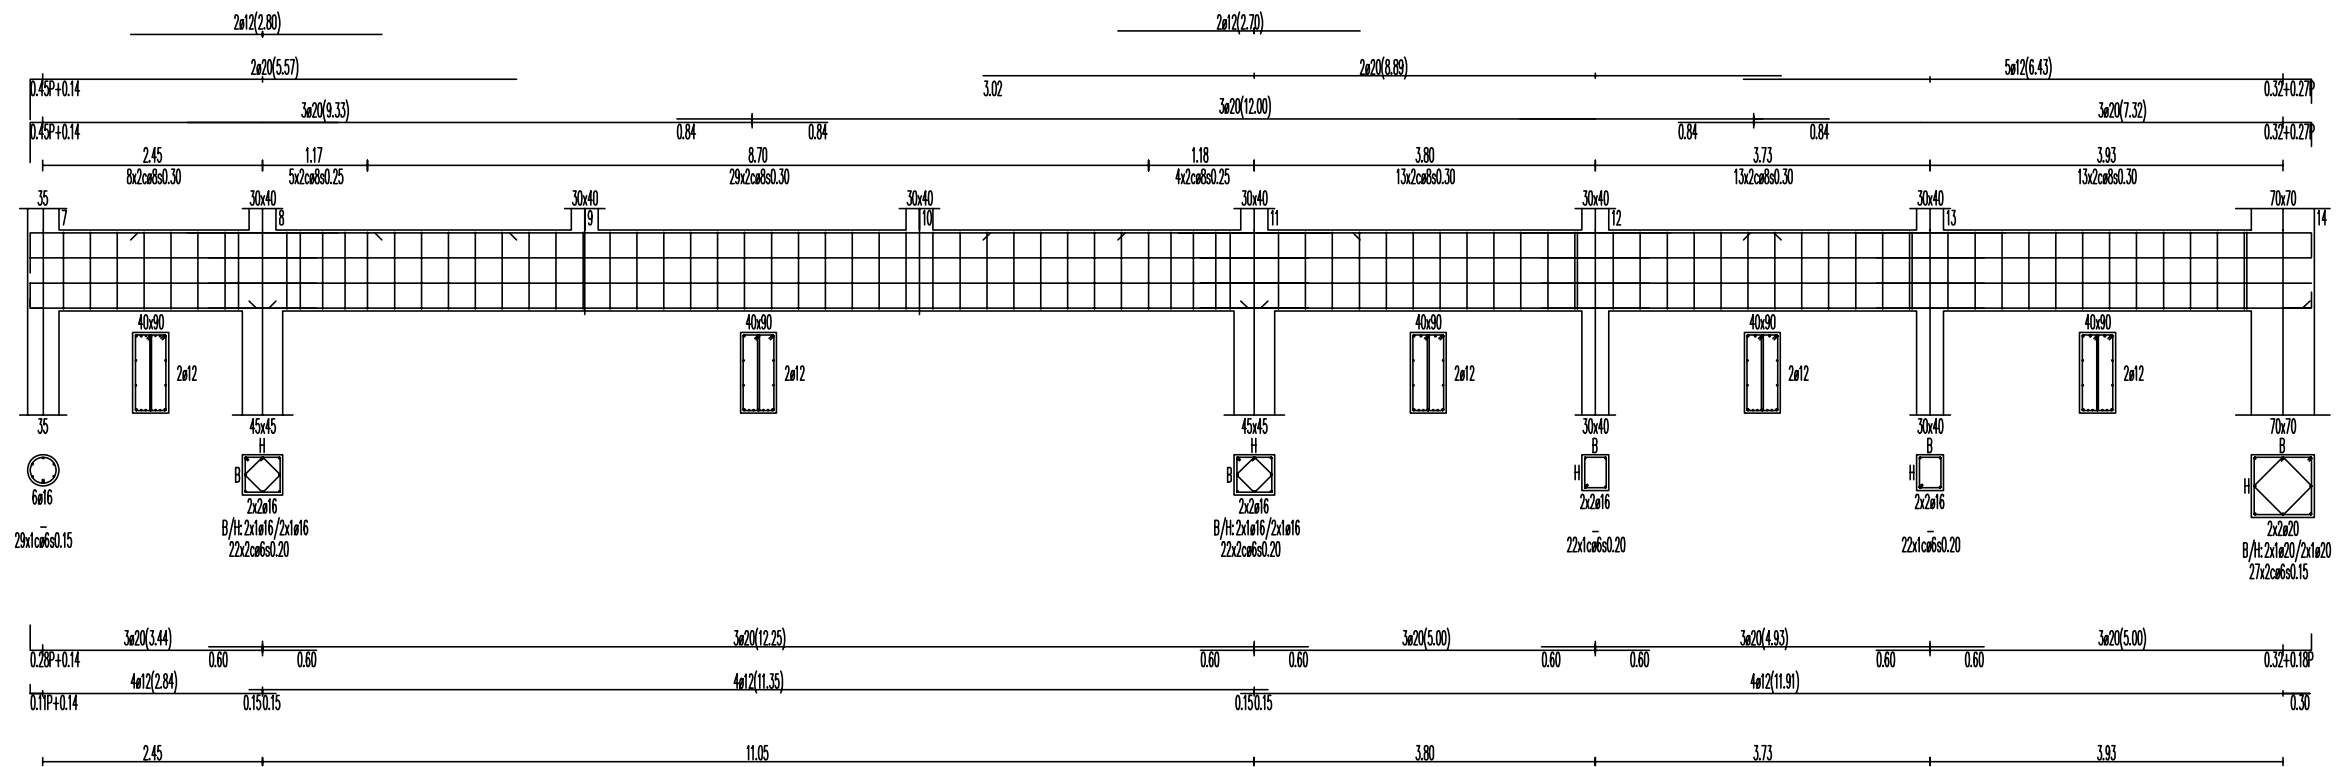 2ø12(2.80) 2ø12(2.70)
2ø20(5.57) 2ø20(8.89) 5ø12(6.43)
0.45P+0.14 3.02 0.32+0.27P
3ø20(9.33) 3ø20(12.00) 3ø20(7.32)
0.45P+0.14 0.84 0.84 0.84 0.84 0.32+0.27P
2.45 1.17 8.70 1.18 3.80 3.73 3.93
8x2cø8s0.30 5x2cø8s0.25 29x2cø8s0.30 4x2cø8s0.25 13x2cø8s0.30 13x2cø8s0.30 13x2cø8s0.30
35 30x40 30x40 30x40 30x40 30x40 30x40 70x70
7 8 9 10 11 12 13 14
40x90 40x90 40x90 40x90 40x90
2ø12 2ø12 2ø12 2ø12 2ø12
35 45x45 45x45 30x40 30x40 70x70
H H B B B
B B H H H
6ø16 2x2ø16 2x2ø16 2x2ø16 2x2ø16 2x2ø20
– B/H: 2x1ø16/2x1ø16 B/H: 2x1ø16/2x1ø16 – – B/H: 2x1ø20/2x1ø20
29x1cø6s0.15 22x2cø6s0.20 22x2cø6s0.20 22x1cø6s0.20 22x1cø6s0.20 27x2cø6s0.15
3ø20(3.44) 3ø20(12.25) 3ø20(5.00) 3ø20(4.93) 3ø20(5.00)
0.28P+0.14 0.60 0.60 0.60 0.60 0.60 0.60 0.60 0.60 0.32+0.18P
4ø12(2.84) 4ø12(11.35) 4ø12(11.91)
0.11P+0.14 0.15 0.15 0.15 0.15 0.30
2.45 11.05 3.80 3.73 3.93